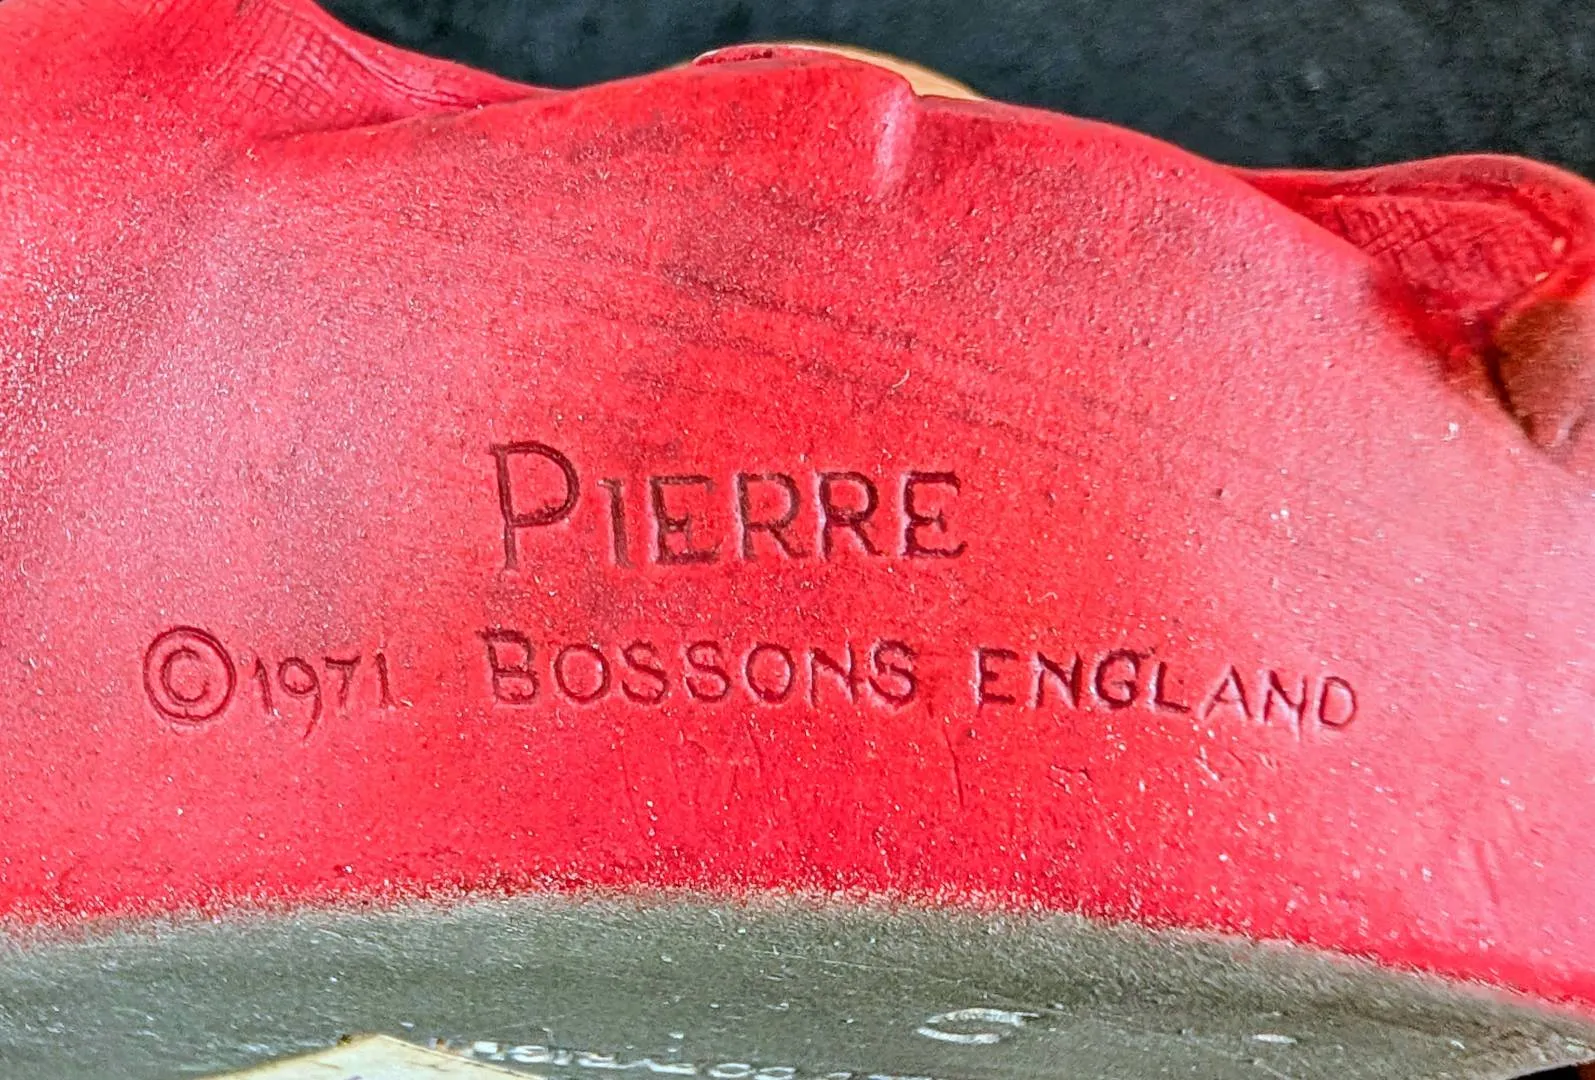 PIERRE
© 1971. BOSSONS ENGLAND